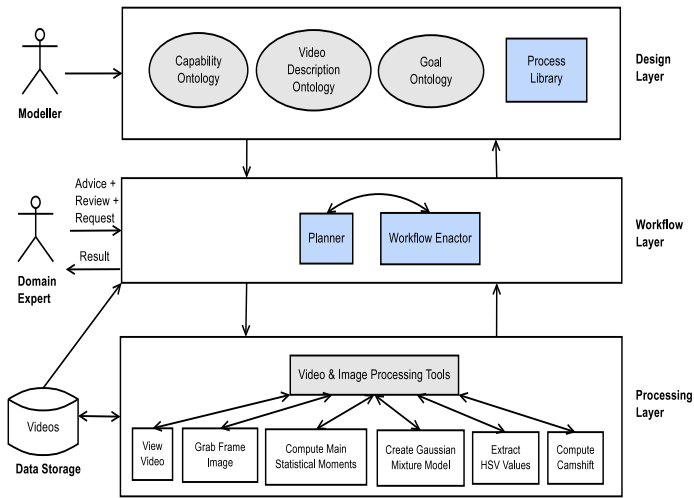 Capability
Ontology
Video
Description
Ontology
Goal
Ontology
Process
Library
Design
Layer
Modeller
Advice +
Review +
Request
Result
Domain
Expert
Planner
Workflow Enactor
Workflow
Layer
Video & Image Processing Tools
Processing
Layer
Videos
Data Storage
View
Video
Grab Frame
Image
Compute Main
Statistical Moments
Create Gaussian
Mixture Model
Extract
HSV Values
Compute
Camshift